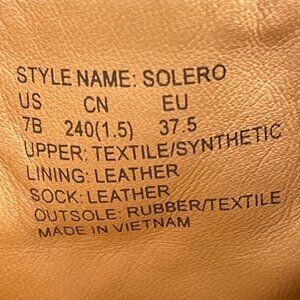 STYLE NAME: SOLERO
US CN EU
7B 240(1.5) 37.5
UPPER: TEXTILE/SYNTHETIC
LINING: LEATHER
SOCK: LEATHER
OUTSOLE: RUBBER/TEXTILE
MADE IN VIETNAM